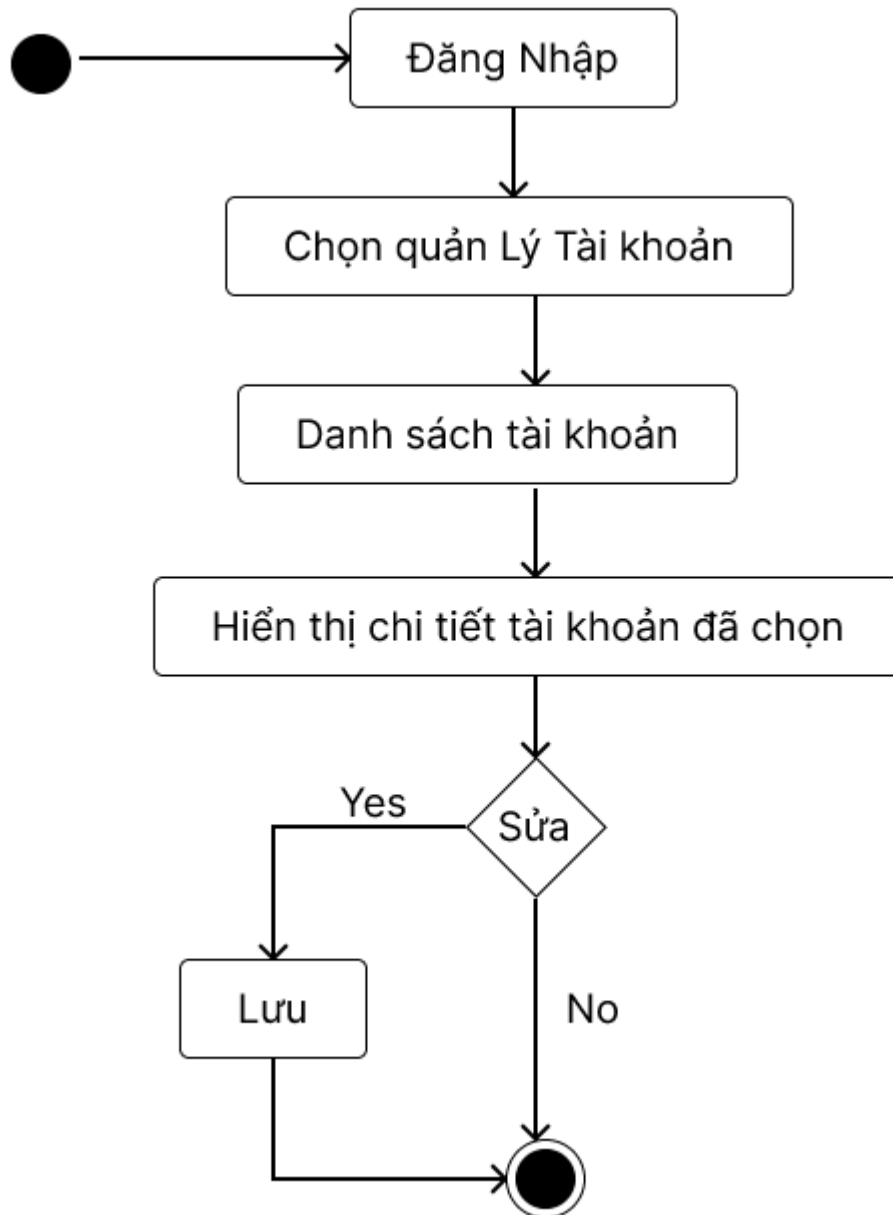 Đăng Nhập
Chọn quản Lý Tài khoản
Danh sách tài khoản
Hiển thị chi tiết tài khoản đã chọn
Yes
Sửa
Lưu
No